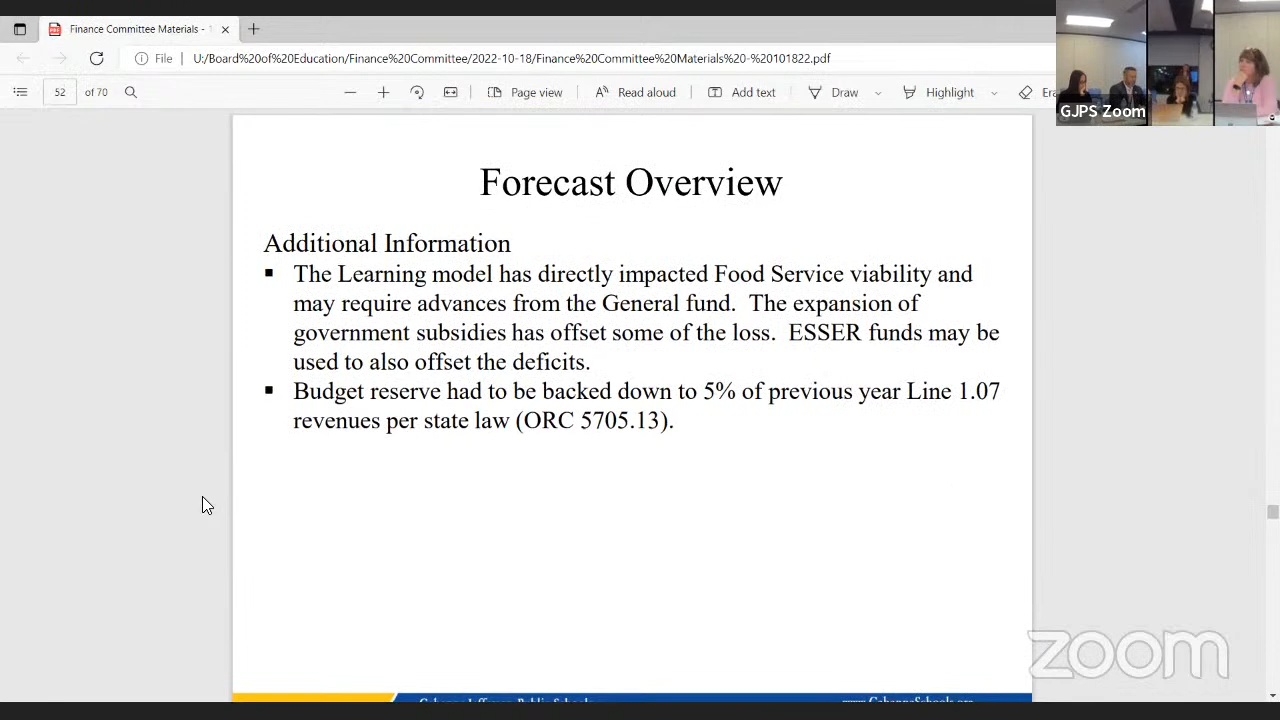 Finance Committee Materials -
File
U:/Board%20of%20Education/Finance%20Committee/2022-10-18/Finance%20Committee%20Materials%20-%20101822.pdf
52 of 70
Page view
Read aloud
Add text
Draw
Highlight
GJPS Zoom
Forecast Overview
Additional Information
▪ The Learning model has directly impacted Food Service viability and
may require advances from the General fund. The expansion of
government subsidies has offset some of the loss. ESSER funds may be
used to also offset the deficits.
▪ Budget reserve had to be backed down to 5% of previous year Line 1.07
revenues per state law (ORC 5705.13).
zoom